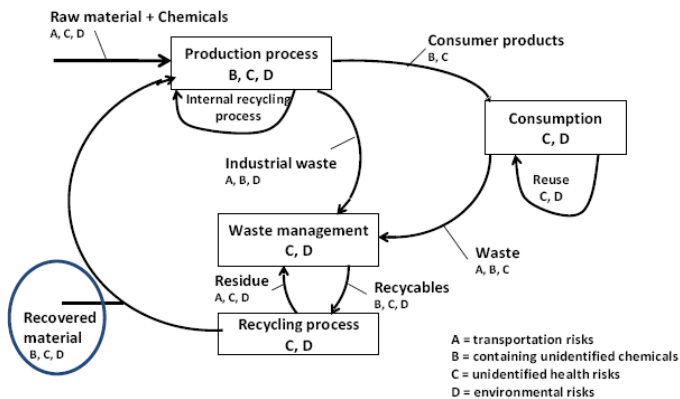 Raw material + Chemicals
A, C, D
Production process
B, C, D
Internal recycling
process
Consumer products
B, C
Consumption
C, D
Reuse
C, D
Industrial waste
A, B, D
Waste management
C, D
Waste
A, B, C
Residue
A, C, D
Recycables
B, C, D
Recovered
material
B, C, D
Recycling process
C, D
A = transportation risks
B = containing unidentified chemicals
C = unidentified health risks
D = environmental risks